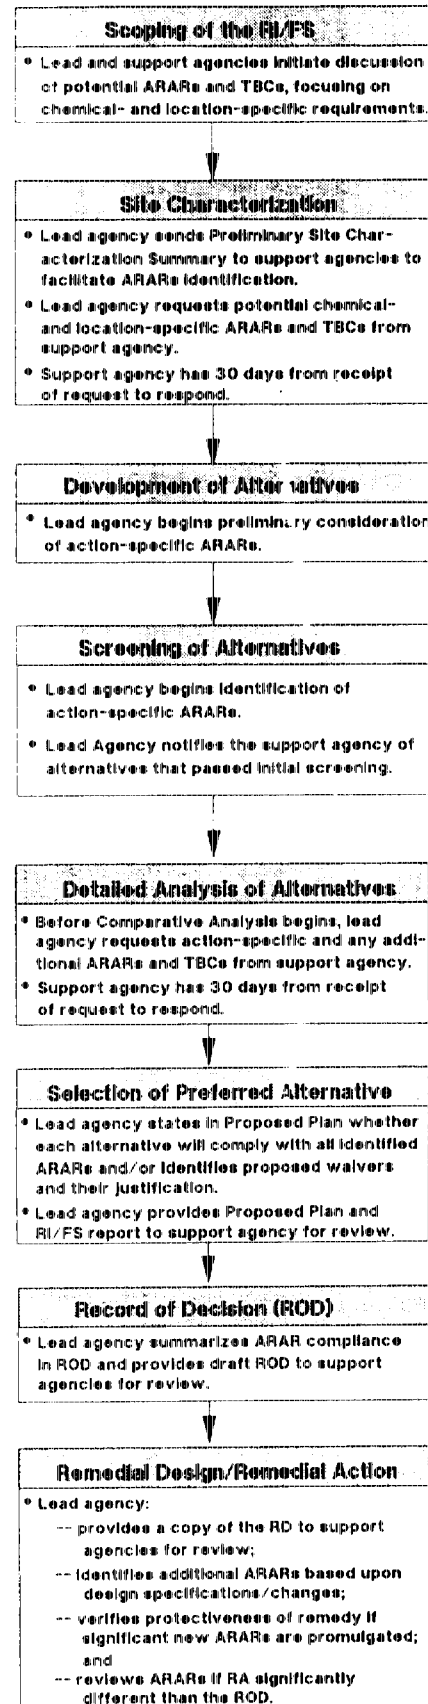 Scoping of the RI/FS
• Lead and support agencies initiate discussion
of potential ARARs and TBCs, focusing on
chemical- and location-specific requirements.
Site Characterization
• Lead agency sends Preliminary Site Char-
acterization Summary to support agencies to
facilitate ARARs identification.
• Lead agency requests potential chemical-
and location-specific ARARs and TBCs from
support agency.
• Support agency has 30 days from receipt
of request to respond.
Development of Alternatives
• Lead agency begins preliminary consideration
of action-specific ARARs.
Screening of Alternatives
• Lead agency begins identification of
action-specific ARARs.
• Lead Agency notifies the support agency of
alternatives that passed initial screening.
Detailed Analysis of Alternatives
• Before Comparative Analysis begins, lead
agency requests action-specific and any addi-
tional ARARs and TBCs from support agency.
• Support agency has 30 days from receipt
of request to respond.
Selection of Preferred Alternative
• Lead agency states in Proposed Plan whether
each alternative will comply with all identified
ARARs and/or identifies proposed waivers
and their justification.
• Lead agency provides Proposed Plan and
RI/FS report to support agency for review.
Record of Decision (ROD)
• Lead agency summarizes ARAR compliance
in ROD and provides draft ROD to support
agencies for review.
Remedial Design/Remedial Action
• Lead agency:
-- provides a copy of the RD to support
agencies for review;
-- identifies additional ARARs based upon
design specifications/changes;
-- verifies protectiveness of remedy if
significant new ARARs are promulgated;
and
-- reviews ARARs if RA significantly
different than the ROD.